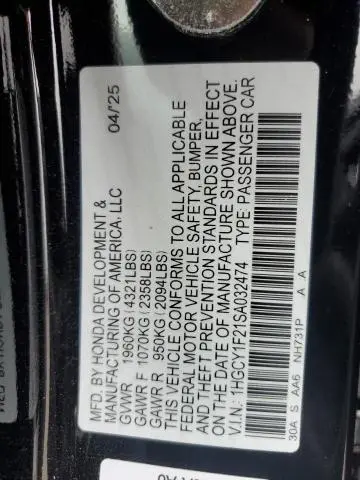 MFD. BY HONDA DEVELOPMENT & 04/25
MANUFACTURING OF AMERICA, LLC
GVWR 1960KG (4321LBS)
GAWR F 1070KG (2358LBS)
GAWR R 950KG (2094LBS)
THIS VEHICLE CONFORMS TO ALL APPLICABLE
FEDERAL MOTOR VEHICLE SAFETY, BUMPER,
AND THEFT PREVENTION STANDARDS IN EFFECT
ON THE DATE OF MANUFACTURE SHOWN ABOVE.
V.I.N.: 1HGCY1F21SA032474 TYPE: PASSENGER CAR
30A S AA6 NH731P A A